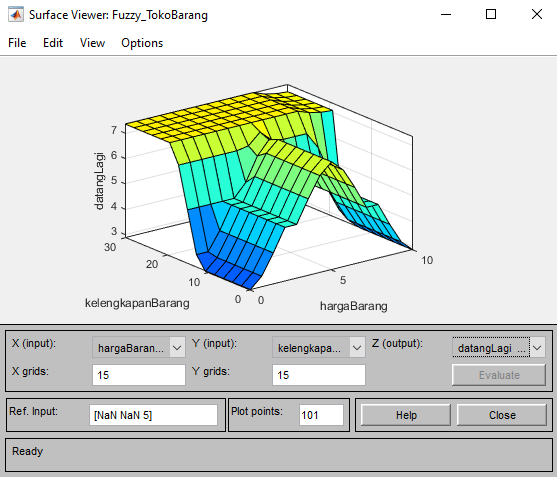 Surface Viewer: Fuzzy_TokoBarang
File Edit View Options
datangLagi
7
6
5
4
3
30
20
10
0
kelengkapanBarang
0
5
10
hargaBarang
X (input): hargaBaran... Y (input): kelengkapa... Z (output): datangLagi ...
X grids: 15 Y grids: 15 Evaluate
Ref. Input: [NaN NaN 5] Plot points: 101 Help Close
Ready